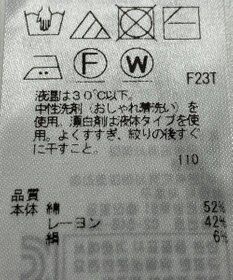 F W F23T
液温は30℃以下。
中性洗剤（おしゃれ着洗い）を
使用、漂白剤は液体タイプを使
用。よくすすぎ、絞りの後すぐ
に干すこと。
110
品質
本体 綿 52%
レーヨン 42%
絹 6%